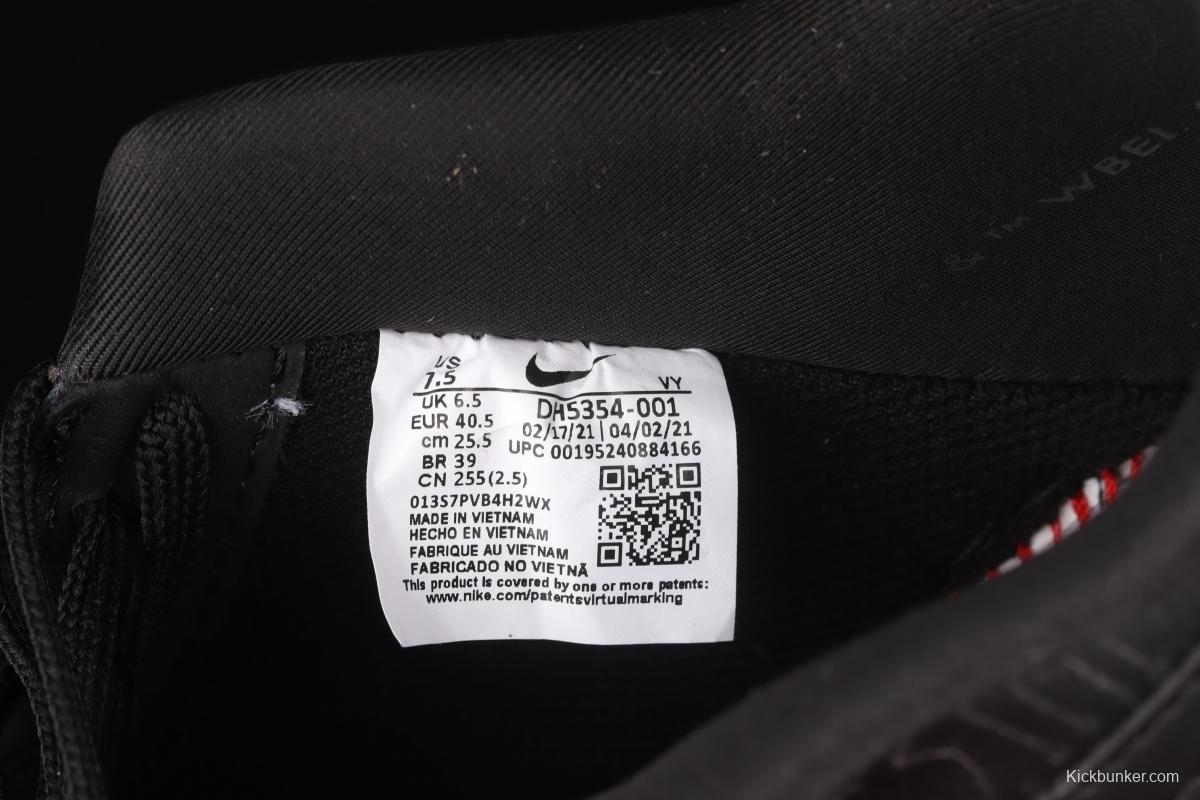 US
7.5
VY
UK 6.5
EUR 40.5
cm 25.5
BR 39
CN 255(2.5)
DH5354-001
02/17/21 | 04/02/21
UPC 00195240884166
013S7PVB4H2WX
MADE IN VIETNAM
HECHO EN VIETNAM
FABRIQUE AU VIETNAM
FABRICADO NO VIETNÃ
This product is covered by one or more patents:
www.nike.com/patentsvirtualmarking
& ™ WBEI
Kickbunker.com